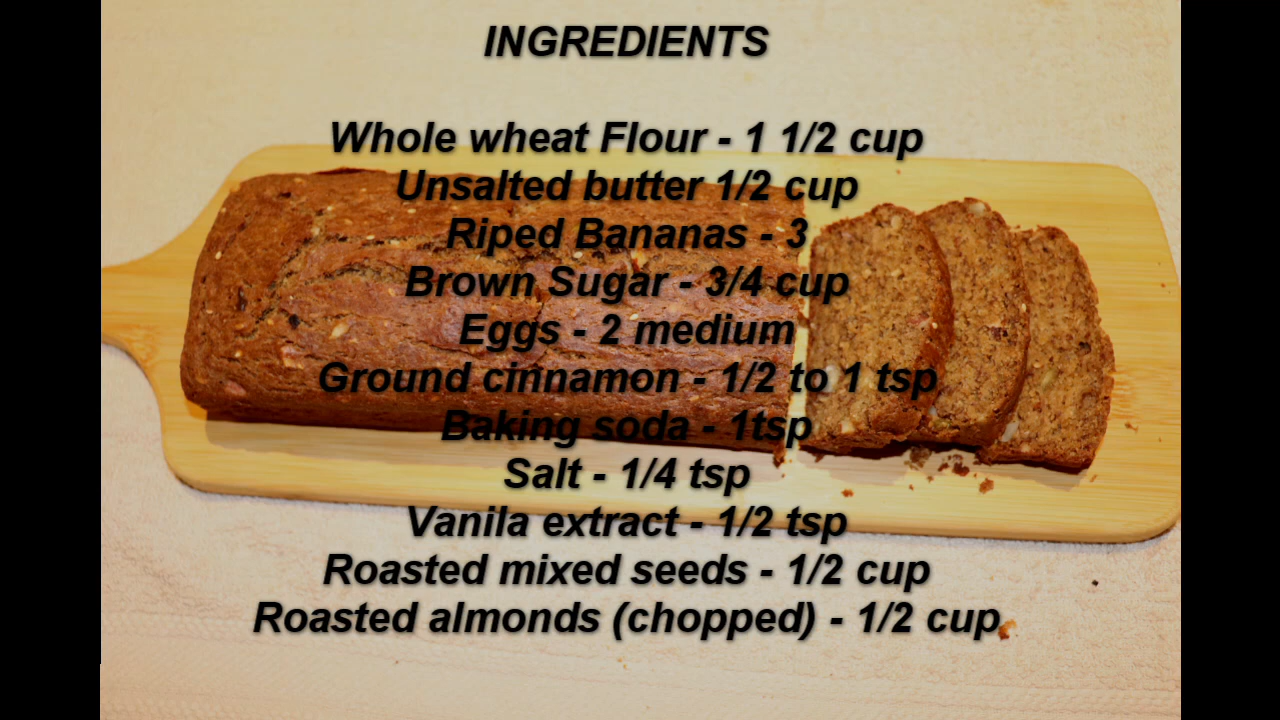 INGREDIENTS
Whole wheat Flour - 1 1/2 cup
Unsalted butter 1/2 cup
Riped Bananas - 3
Brown Sugar - 3/4 cup
Eggs - 2 medium
Ground cinnamon - 1/2 to 1 tsp
Baking soda - 1tsp
Salt - 1/4 tsp
Vanila extract - 1/2 tsp
Roasted mixed seeds - 1/2 cup
Roasted almonds (chopped) - 1/2 cup